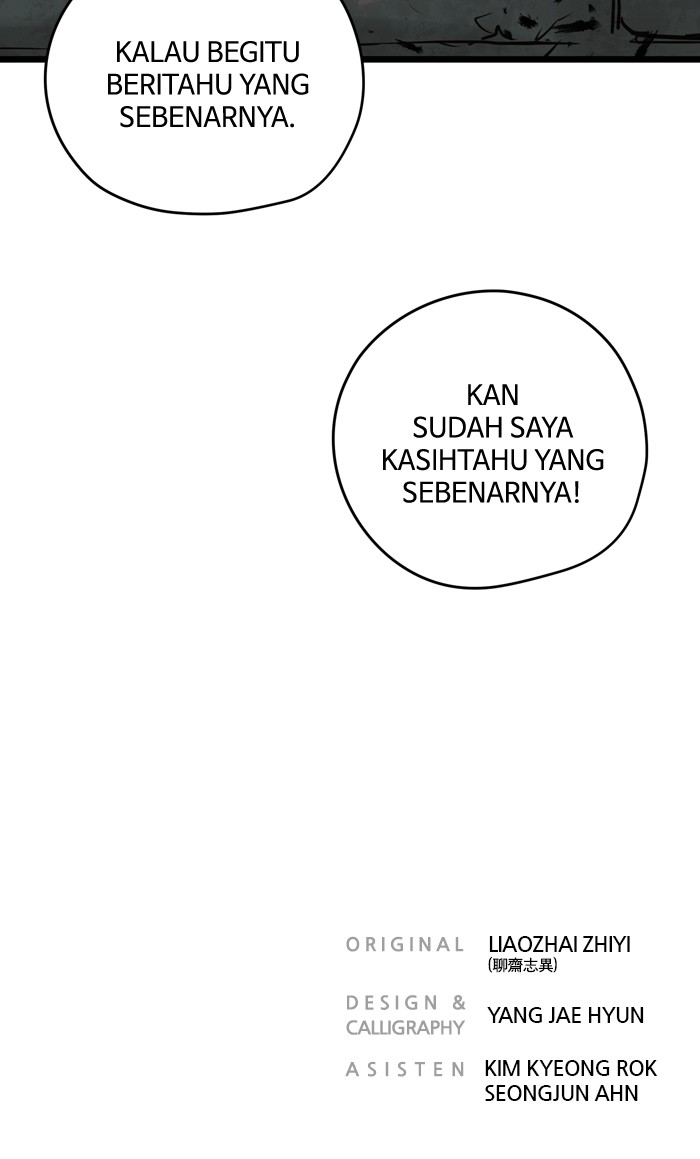 KALAU BEGITU
BERITAHU YANG
SEBENARNYA.
KAN
SUDAH SAYA
KASIHTAHU YANG
SEBENARNYA!
ORIGINAL LIAOZHAI ZHIYI
(聊齋志異)
DESIGN &
CALLIGRAPHY YANG JAE HYUN
ASISTEN KIM KYEONG ROK
SEONGJUN AHN